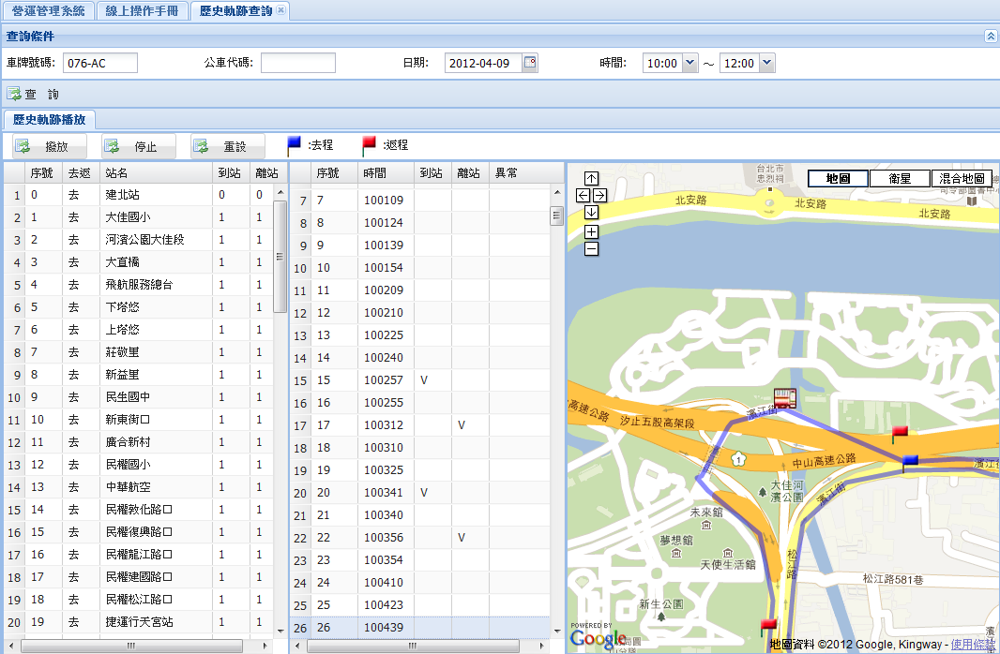 營運管理系統 線上操作手冊 歷史軌跡查詢
查詢條件
車牌號碼: 076-AC 公車代碼: 日期: 2012-04-09 時間: 10:00 ～ 12:00
查 詢
歷史軌跡播放
撥放 停止 重設 :去程 :返程
序號 去返 站名 到站 離站
1 0 去 建北站 0 0
2 1 去 大佳國小 1 1
3 2 去 河濱公園大佳段 1 1
4 3 去 大直橋 1 1
5 4 去 飛航服務總台 1 1
6 5 去 下塔悠 1 1
7 6 去 上塔悠 1 1
8 7 去 莊敬里 1 1
9 8 去 新益里 1 1
10 9 去 民生國中 1 1
11 10 去 新東街口 1 1
12 11 去 廣合新村 1 1
13 12 去 民權國小 1 1
14 13 去 中華航空 1 1
15 14 去 民權敦化路口 1 1
16 15 去 民權復興路口 1 1
17 16 去 民權龍江路口 1 1
18 17 去 民權建國路口 1 1
19 18 去 民權松江路口 1 1
20 19 去 捷運行天宮站 1 1
序號 時間 到站 離站 異常
7 7 100109
8 8 100124
9 9 100139
10 10 100154
11 11 100209
12 12 100210
13 13 100225
14 14 100240
15 15 100257 V
16 16 100255
17 17 100312 V
18 18 100310
19 19 100325
20 20 100341 V
21 21 100340
22 22 100356 V
23 23 100354
24 24 100410
25 25 100423
26 26 100439
地圖 衛星 混合地圖
台北市
忠烈祠
北安路
北安路
北安路
高速公路
汐止五股高架段
濱江街
1
中山高速公路
濱江街
大佳河
濱公園
濱江街
未來館
夢想館
天使生活館
松江路
松江路581巷
新生公園
POWERED BY
Google
地圖資料 ©2012 Google, Kingway - 使用條款